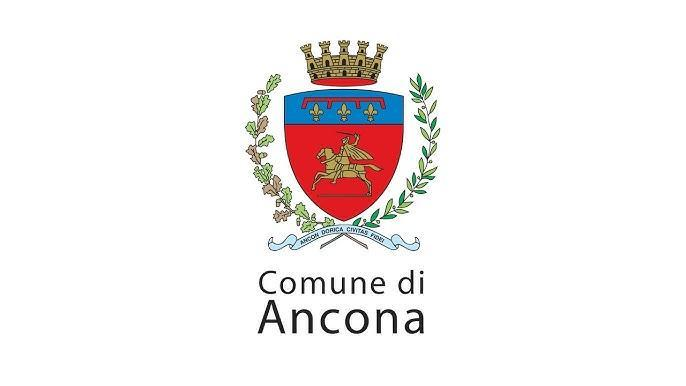 ANCON DORICA CIVITAS FIDEI
Comune di
Ancona